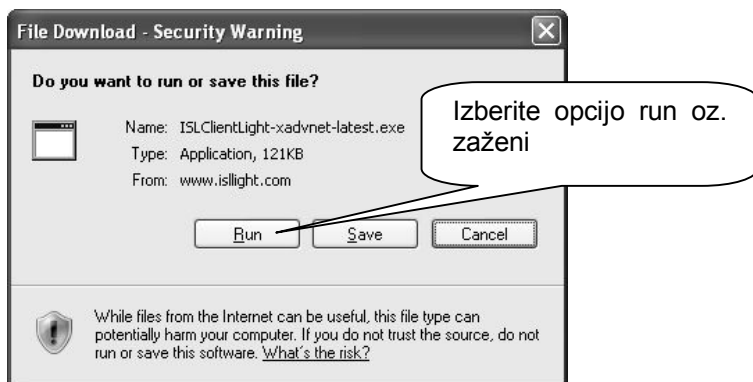 File Download - Security Warning
Do you want to run or save this file?
Name: ISLClientLight-xadvnet-latest.exe
Type: Application, 121KB
From: www.isllight.com
Izberite opcijo run oz.
zaženi
Run Save Cancel
While files from the Internet can be useful, this file type can
potentially harm your computer. If you do not trust the source, do not
run or save this software. What's the risk?